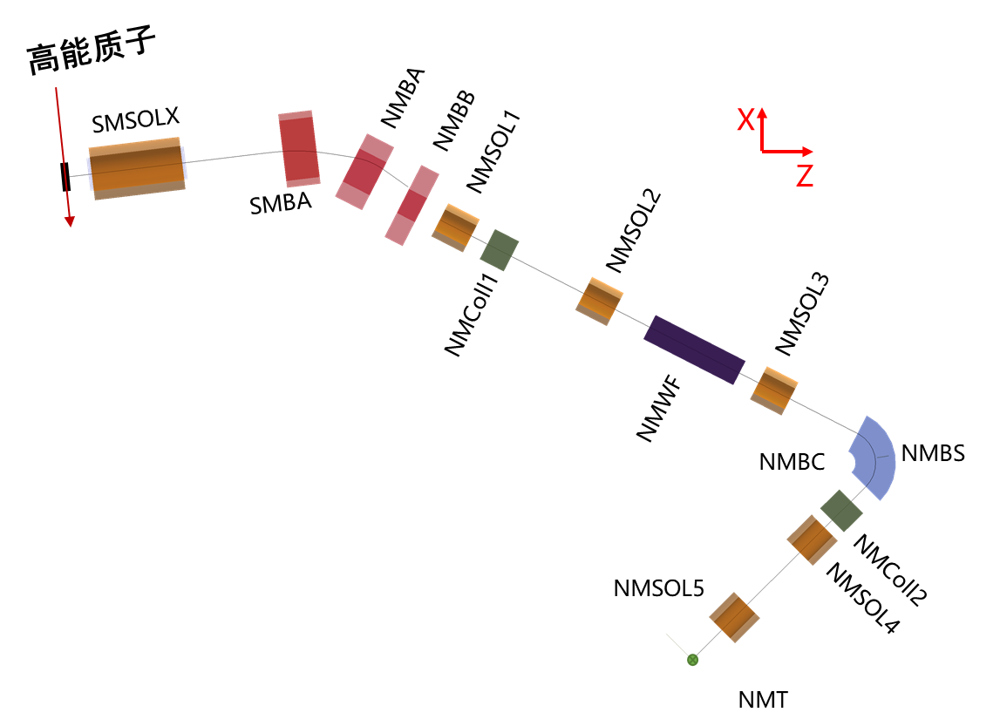 高能质子
SMSOLX
SMBA
NMBA
NMBB
NMSOL1
NMColl1
NMSOL2
NMWF
NMSOL3
X
Z
NMBC
NMBS
NMColl2
NMSOL4
NMSOL5
NMT